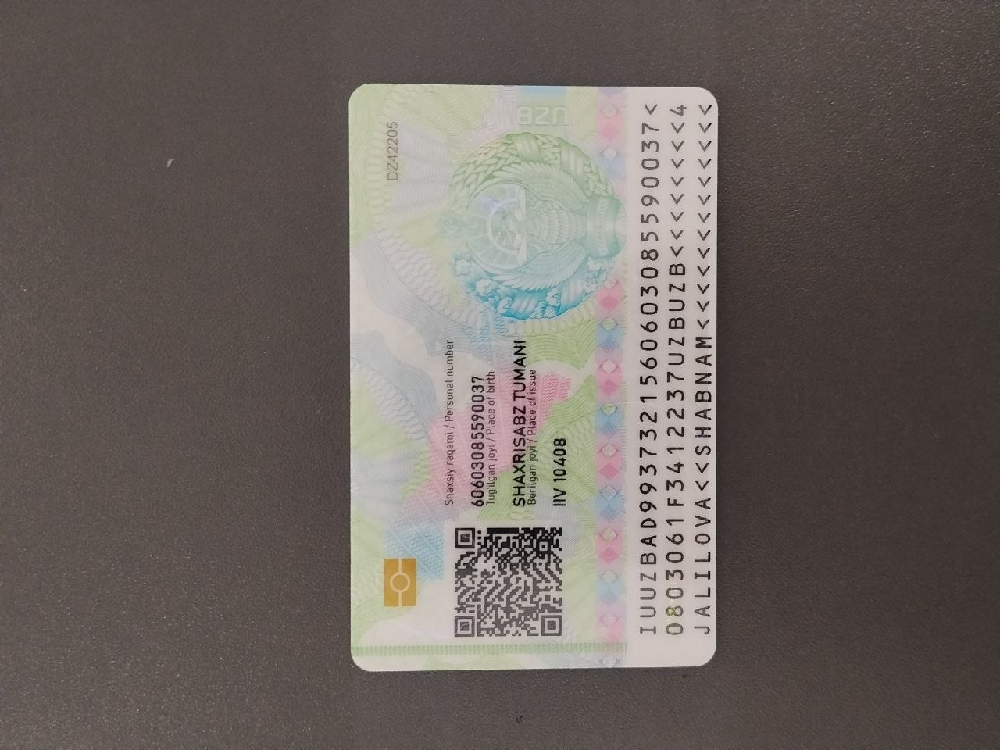 DZ42205
UZB
Shaxsiy raqami / Personal number
60603085590037
Tug'ilgan joyi / Place of birth
SHAXRISABZ TUMANI
Berilgan joyi / Place of issue
IIV 10408
IUUZBAD9937321560603085590037<
0803061F3412237UZBUZB<<<<<<<<4
JALILOVA<<SHABNAM<<<<<<<<<<<<<